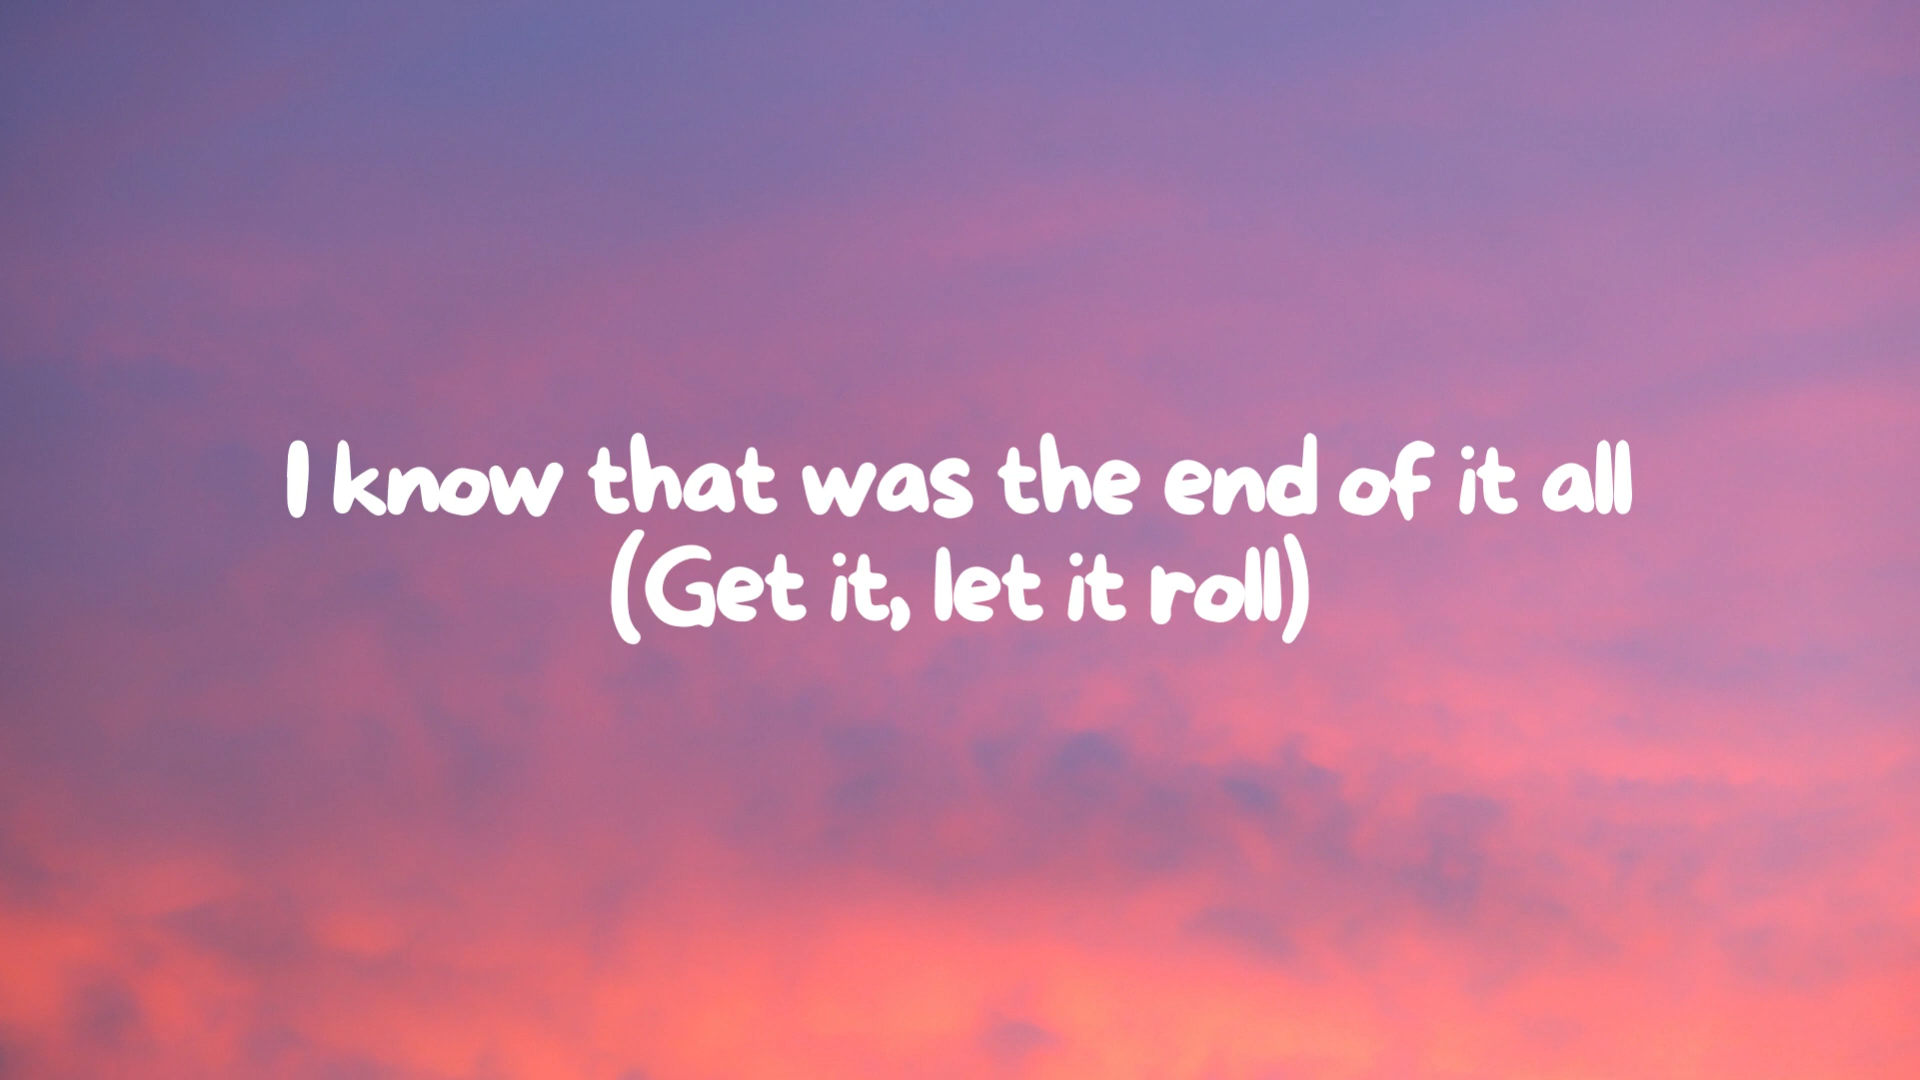 I know that was the end of it all
(Get it, let it roll)